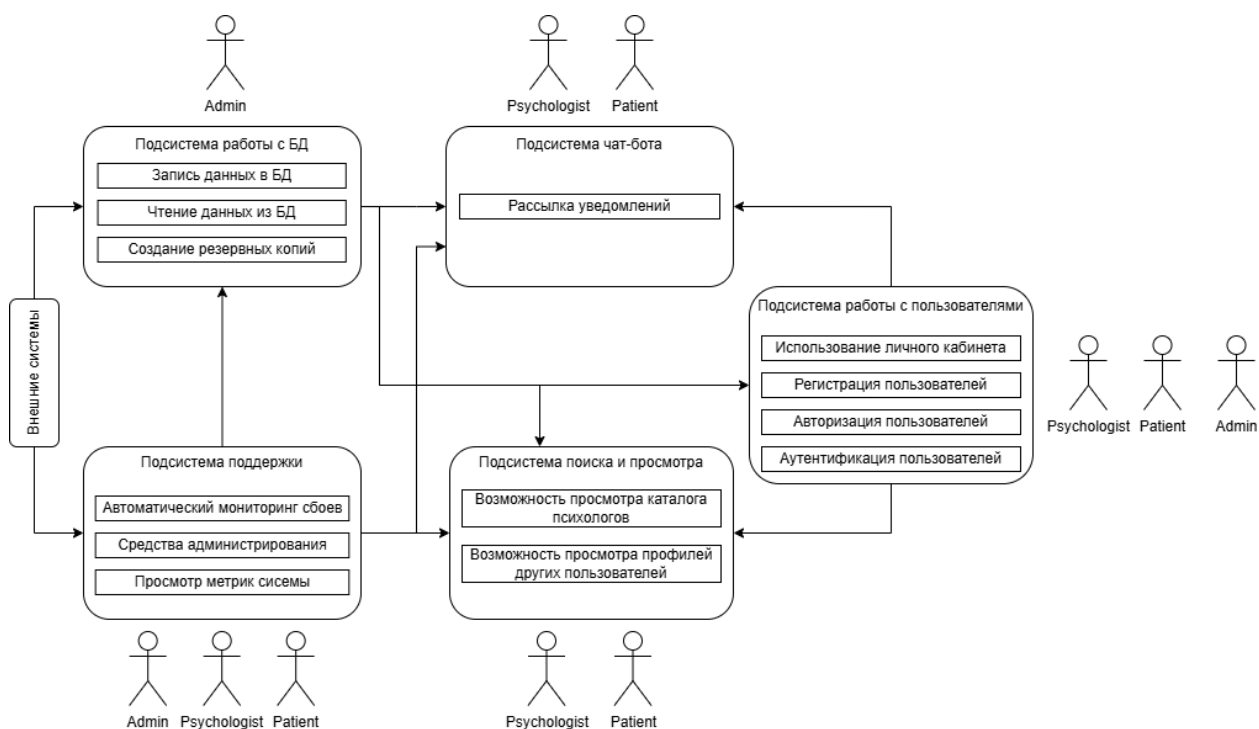 Admin
Psychologist
Patient
Подсистема работы с БД
Запись данных в БД
Чтение данных из БД
Создание резервных копий
Подсистема чат-бота
Рассылка уведомлений
Внешние системы
Подсистема работы с пользователями
Использование личного кабинета
Регистрация пользователей
Авторизация пользователей
Аутентификация пользователей
Psychologist
Patient
Admin
Подсистема поддержки
Автоматический мониторинг сбоев
Средства администрирования
Просмотр метрик сисемы
Подсистема поиска и просмотра
Возможность просмотра каталога
психологов
Возможность просмотра профилей
других пользователей
Admin
Psychologist
Patient
Psychologist
Patient